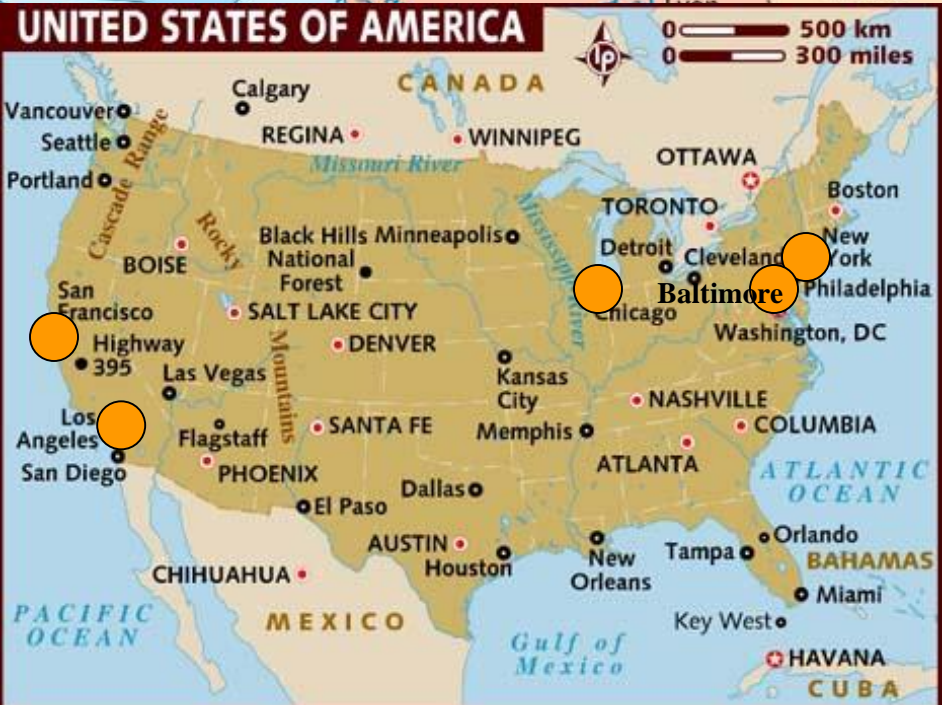 UNITED STATES OF AMERICA
0 500 km
0 300 miles
lp
CANADA
Calgary
Vancouver
REGINA
WINNIPEG
Seattle
Missouri River
OTTAWA
Portland
Cascade Range
Boston
TORONTO
Rocky
Mountains
Mississippi River
Black Hills
National
Forest
Minneapolis
Detroit
Cleveland
New
York
BOISE
Baltimore
Philadelphia
San
Francisco
SALT LAKE CITY
Chicago
Washington, DC
Highway
395
DENVER
Las Vegas
Kansas
City
NASHVILLE
Los
Angeles
Flagstaff
SANTA FE
Memphis
COLUMBIA
San Diego
PHOENIX
ATLANTA
ATLANTIC
OCEAN
Dallas
El Paso
AUSTIN
Houston
New
Orleans
Tampa
Orlando
BAHAMAS
CHIHUAHUA
Miami
PACIFIC
OCEAN
MEXICO
Key West
Gulf of
Mexico
HAVANA
CUBA